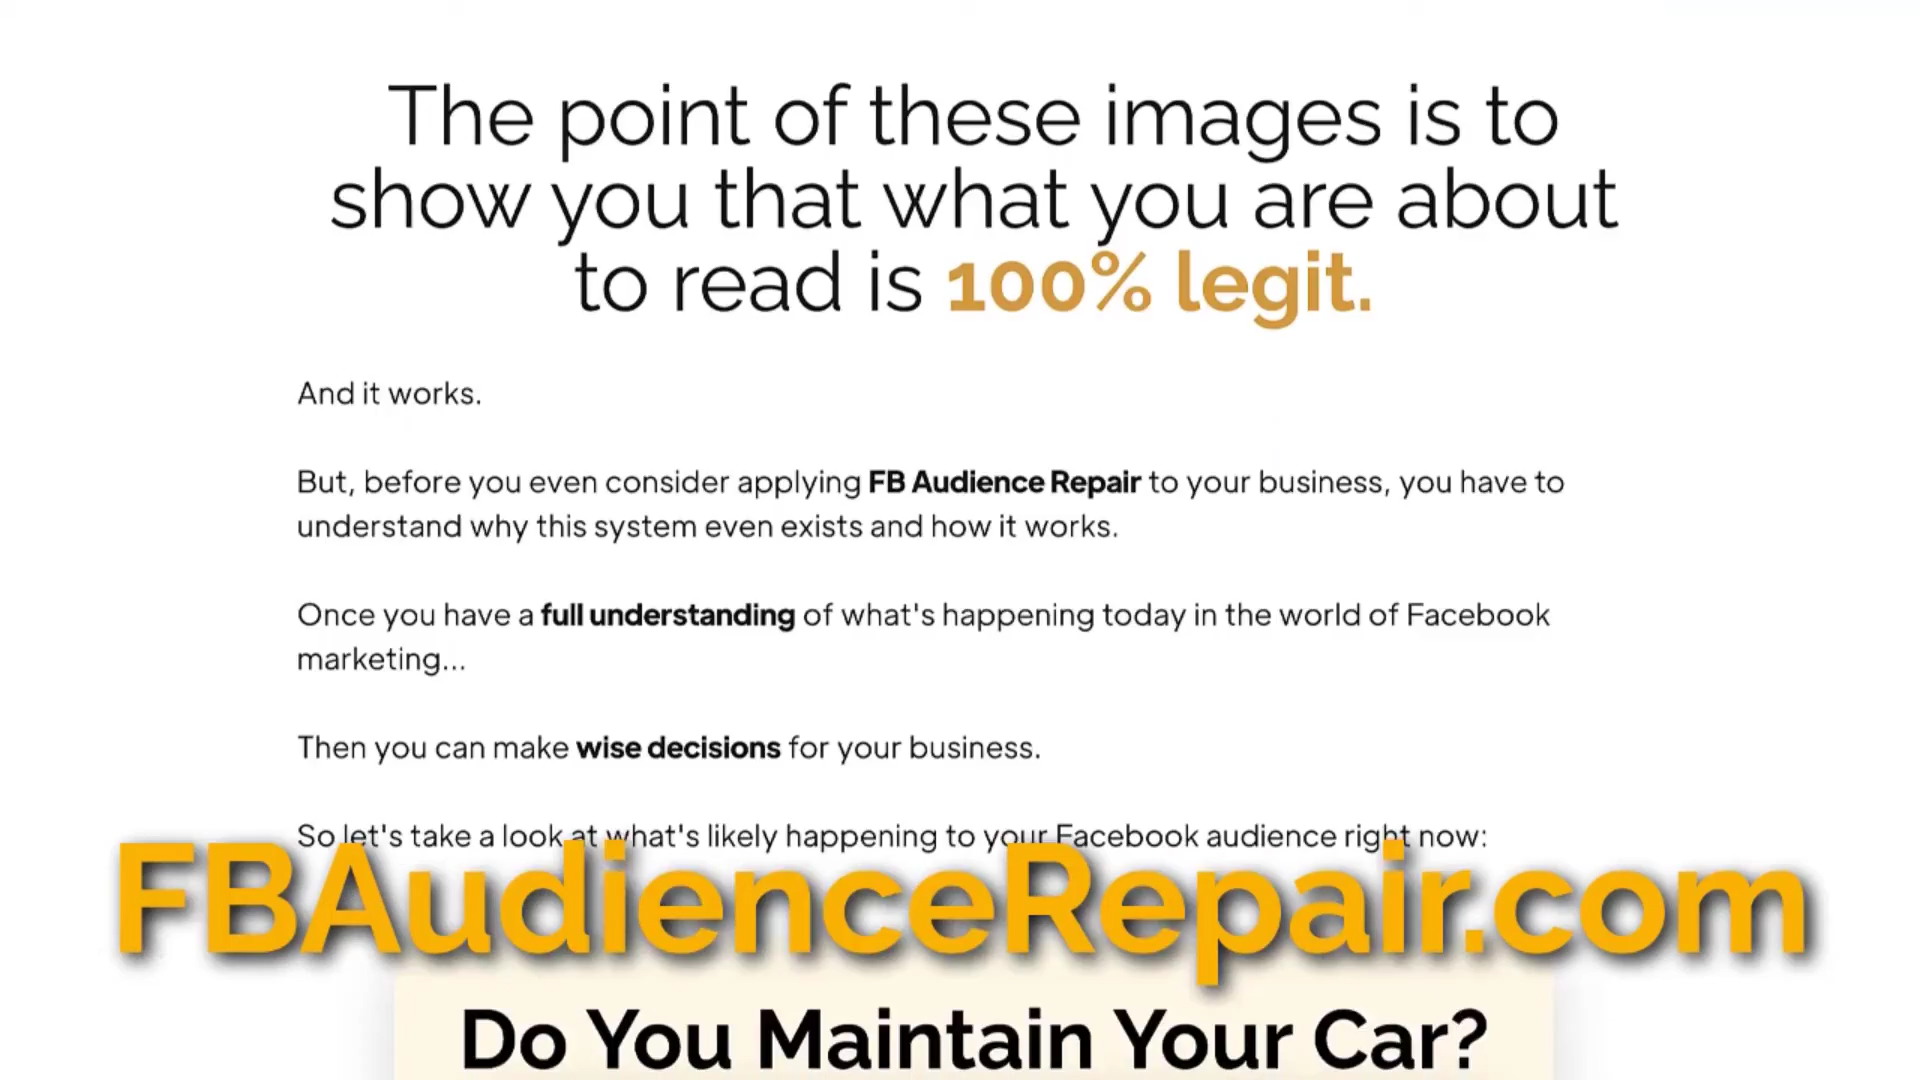 The point of these images is to
show you that what you are about
to read is 100% legit.
And it works.
But, before you even consider applying FB Audience Repair to your business, you have to
understand why this system even exists and how it works.
Once you have a full understanding of what's happening today in the world of Facebook
marketing...
Then you can make wise decisions for your business.
So let's take a look at what's likely happening to your Facebook audience right now:
FBAudienceRepair.com
Do You Maintain Your Car?